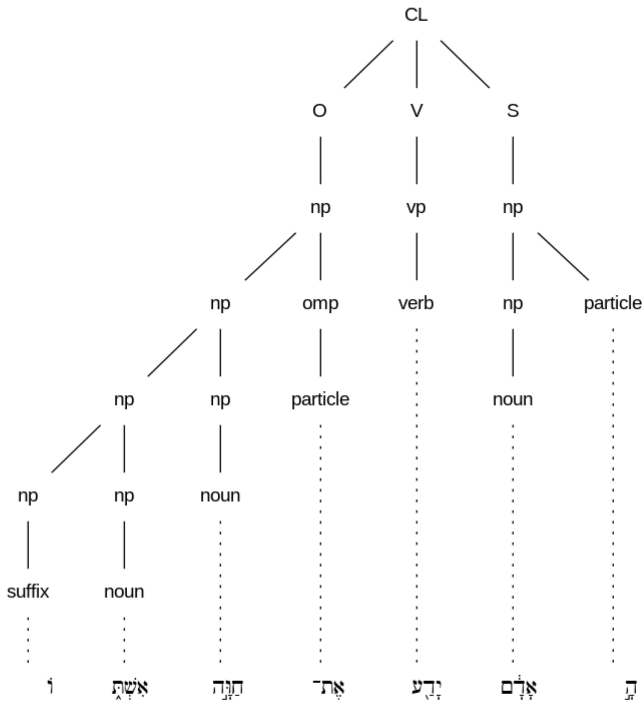 CL
O V S
np vp np
np omp verb np particle
np np particle noun
np np noun
suffix noun
הָֽ אָדָ֔ם יָדַ֖ע אֶת־ חַוָּ֣ה אִשְׁתּ֑ וֹ